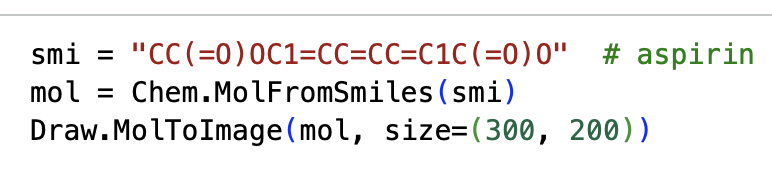 smi = "CC(=O)OC1=CC=CC=C1C(=O)O"  # aspirin
mol = Chem.MolFromSmiles(smi)
Draw.MolToImage(mol, size=(300, 200))